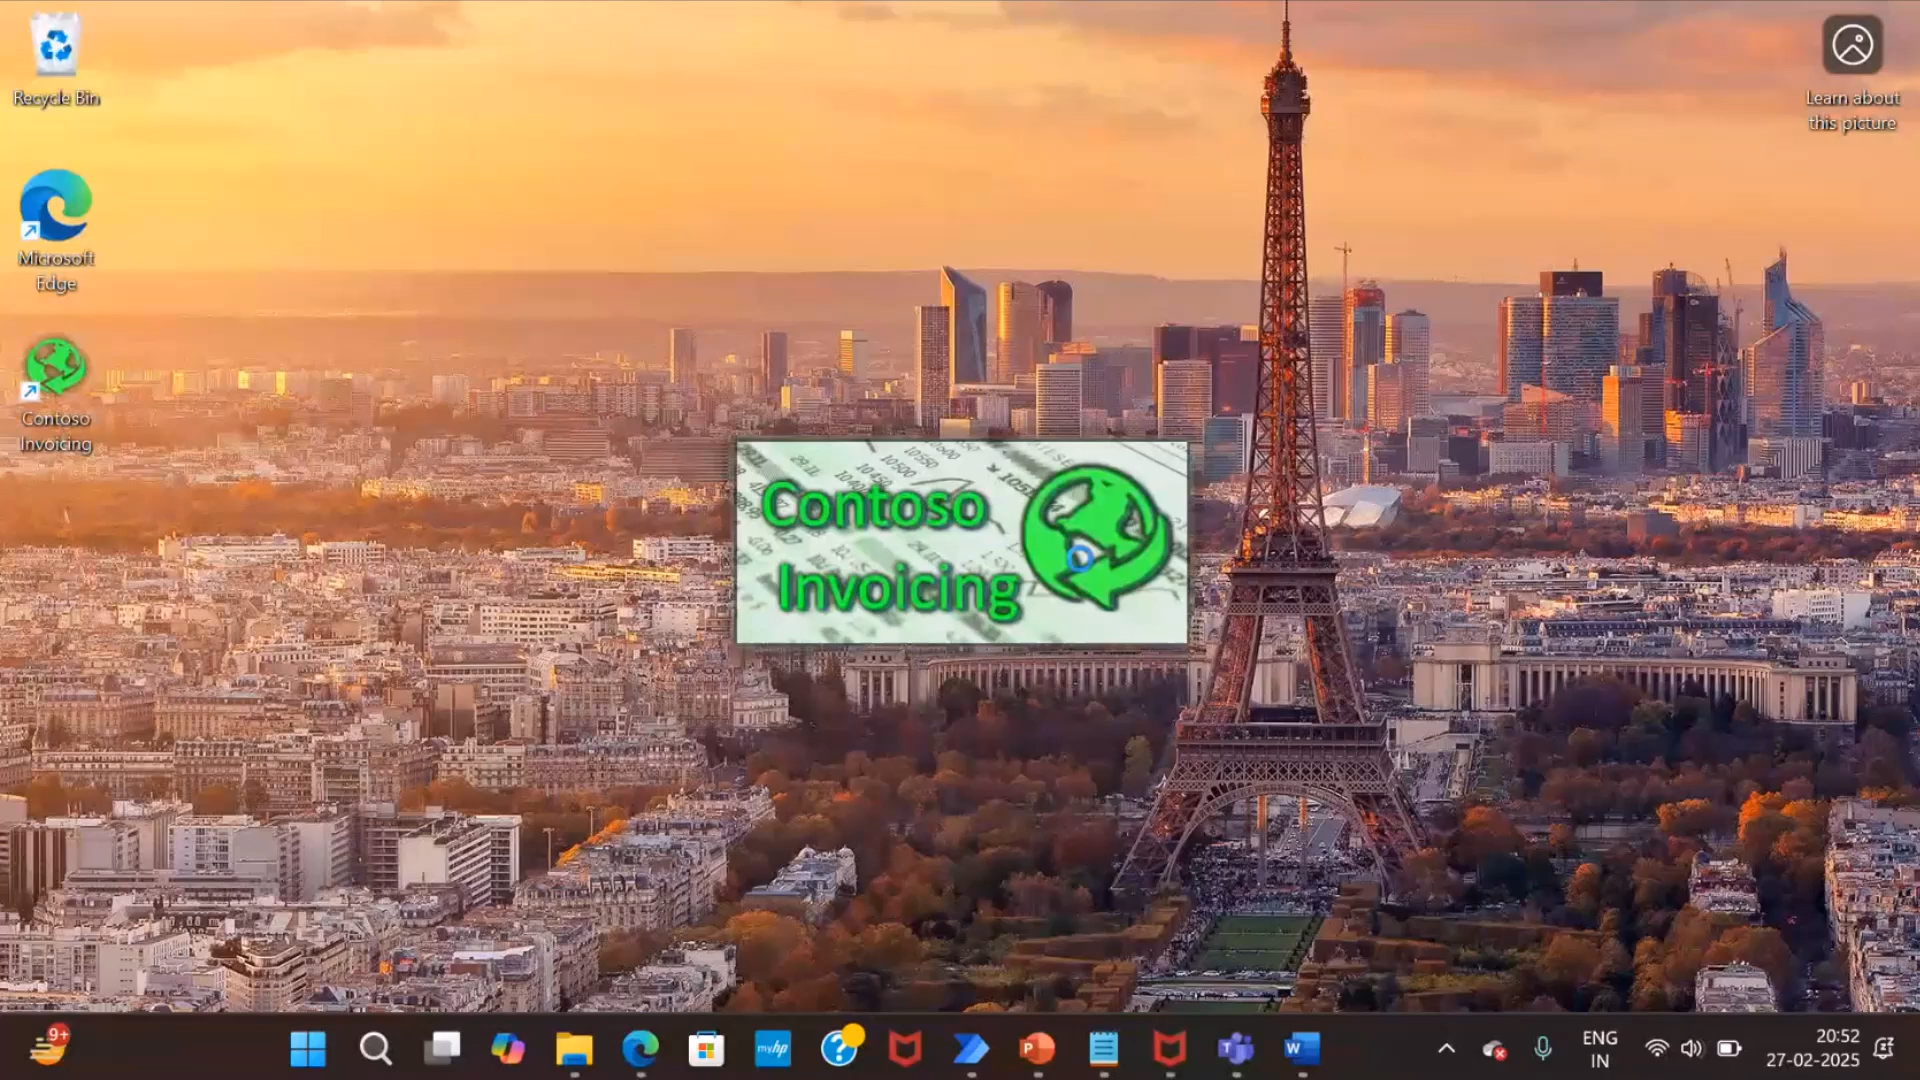 Recycle Bin
Learn about
this picture
Microsoft
Edge
Contoso
Invoicing
Contoso
Invoicing
9+
myhp
ENG
IN
20:52
27-02-2025